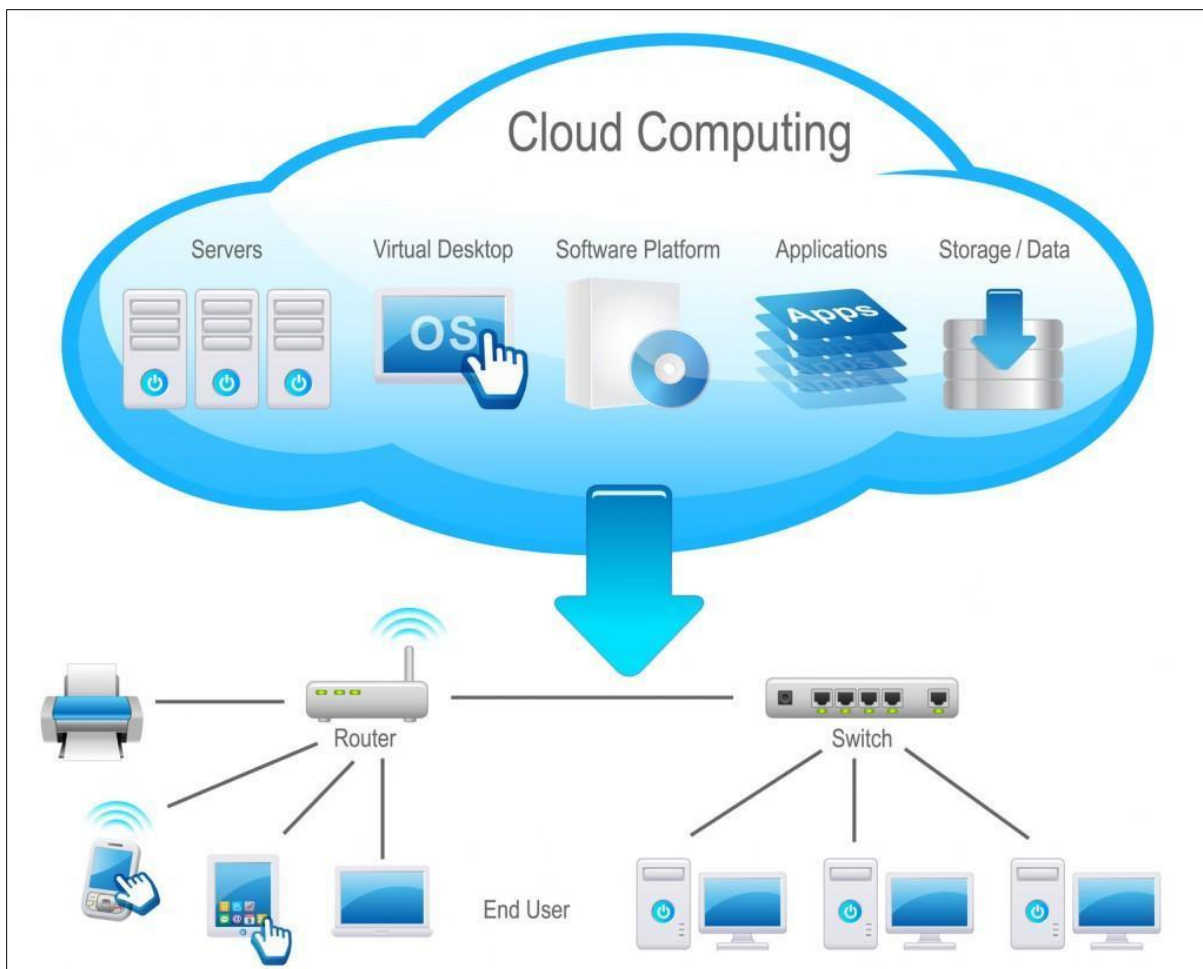 Cloud Computing
Servers
Virtual Desktop
Software Platform
Applications
Storage / Data
OS
Apps
Router
Switch
End User